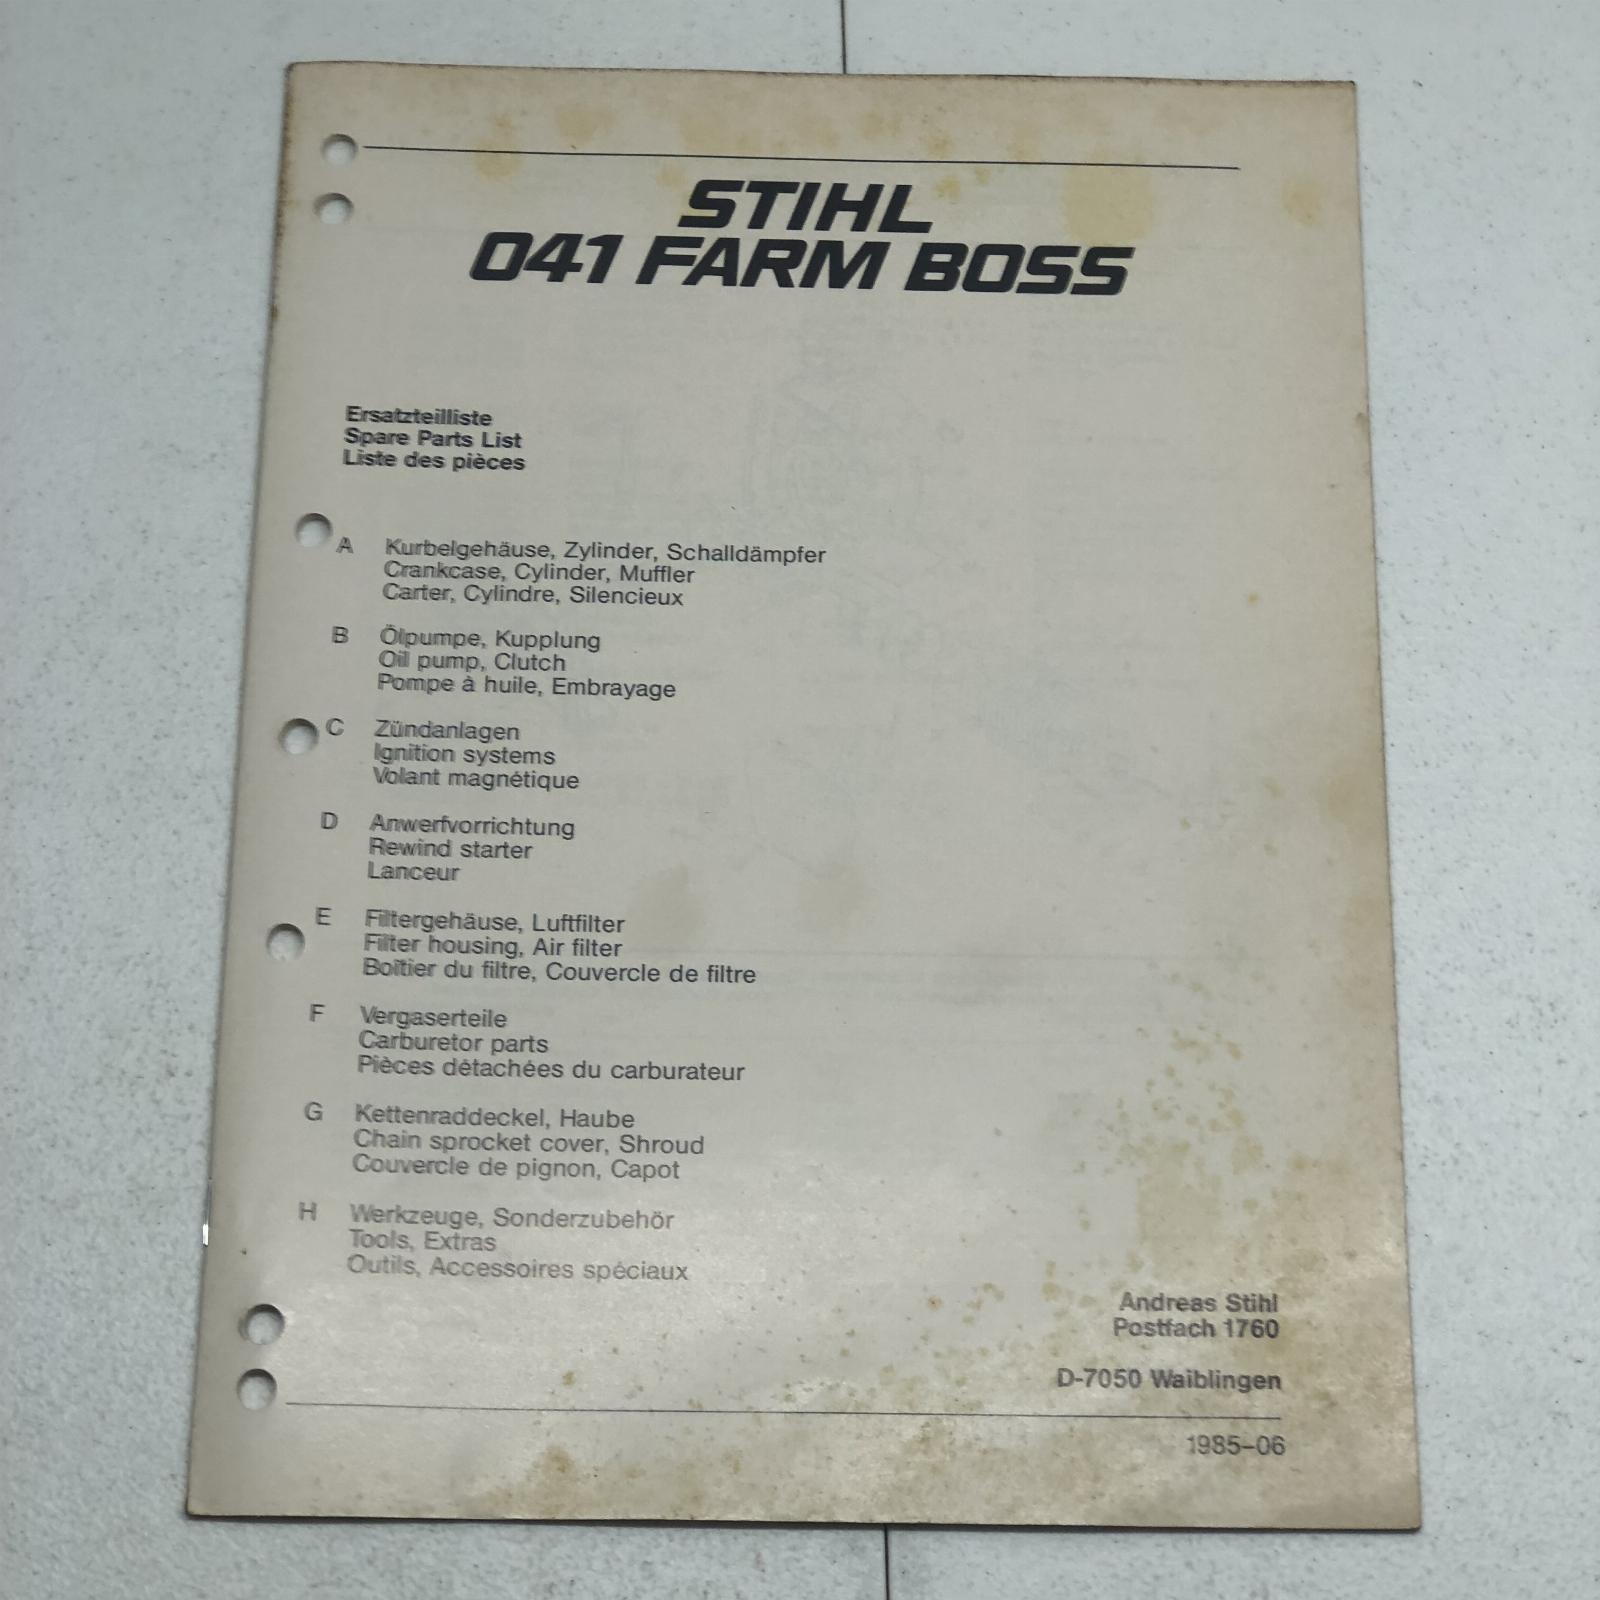 STIHL
041 FARM BOSS
Ersatzteilliste
Spare Parts List
Liste des pièces
A Kurbelgehäuse, Zylinder, Schalldämpfer
Crankcase, Cylinder, Muffler
Carter, Cylindre, Silencieux
B Ölpumpe, Kupplung
Oil pump, Clutch
Pompe à huile, Embrayage
C Zündanlagen
Ignition systems
Volant magnétique
D Anwerfvorrichtung
Rewind starter
Lanceur
E Filtergehäuse, Luftfilter
Filter housing, Air filter
Boîtier du filtre, Couvercle de filtre
F Vergaserteile
Carburetor parts
Pièces détachées du carburateur
G Kettenraddeckel, Haube
Chain sprocket cover, Shroud
Couvercle de pignon, Capot
H Werkzeuge, Sonderzubehör
Tools, Extras
Outils, Accessoires spéciaux
Andreas Stihl
Postfach 1760
D-7050 Waiblingen
1985–06